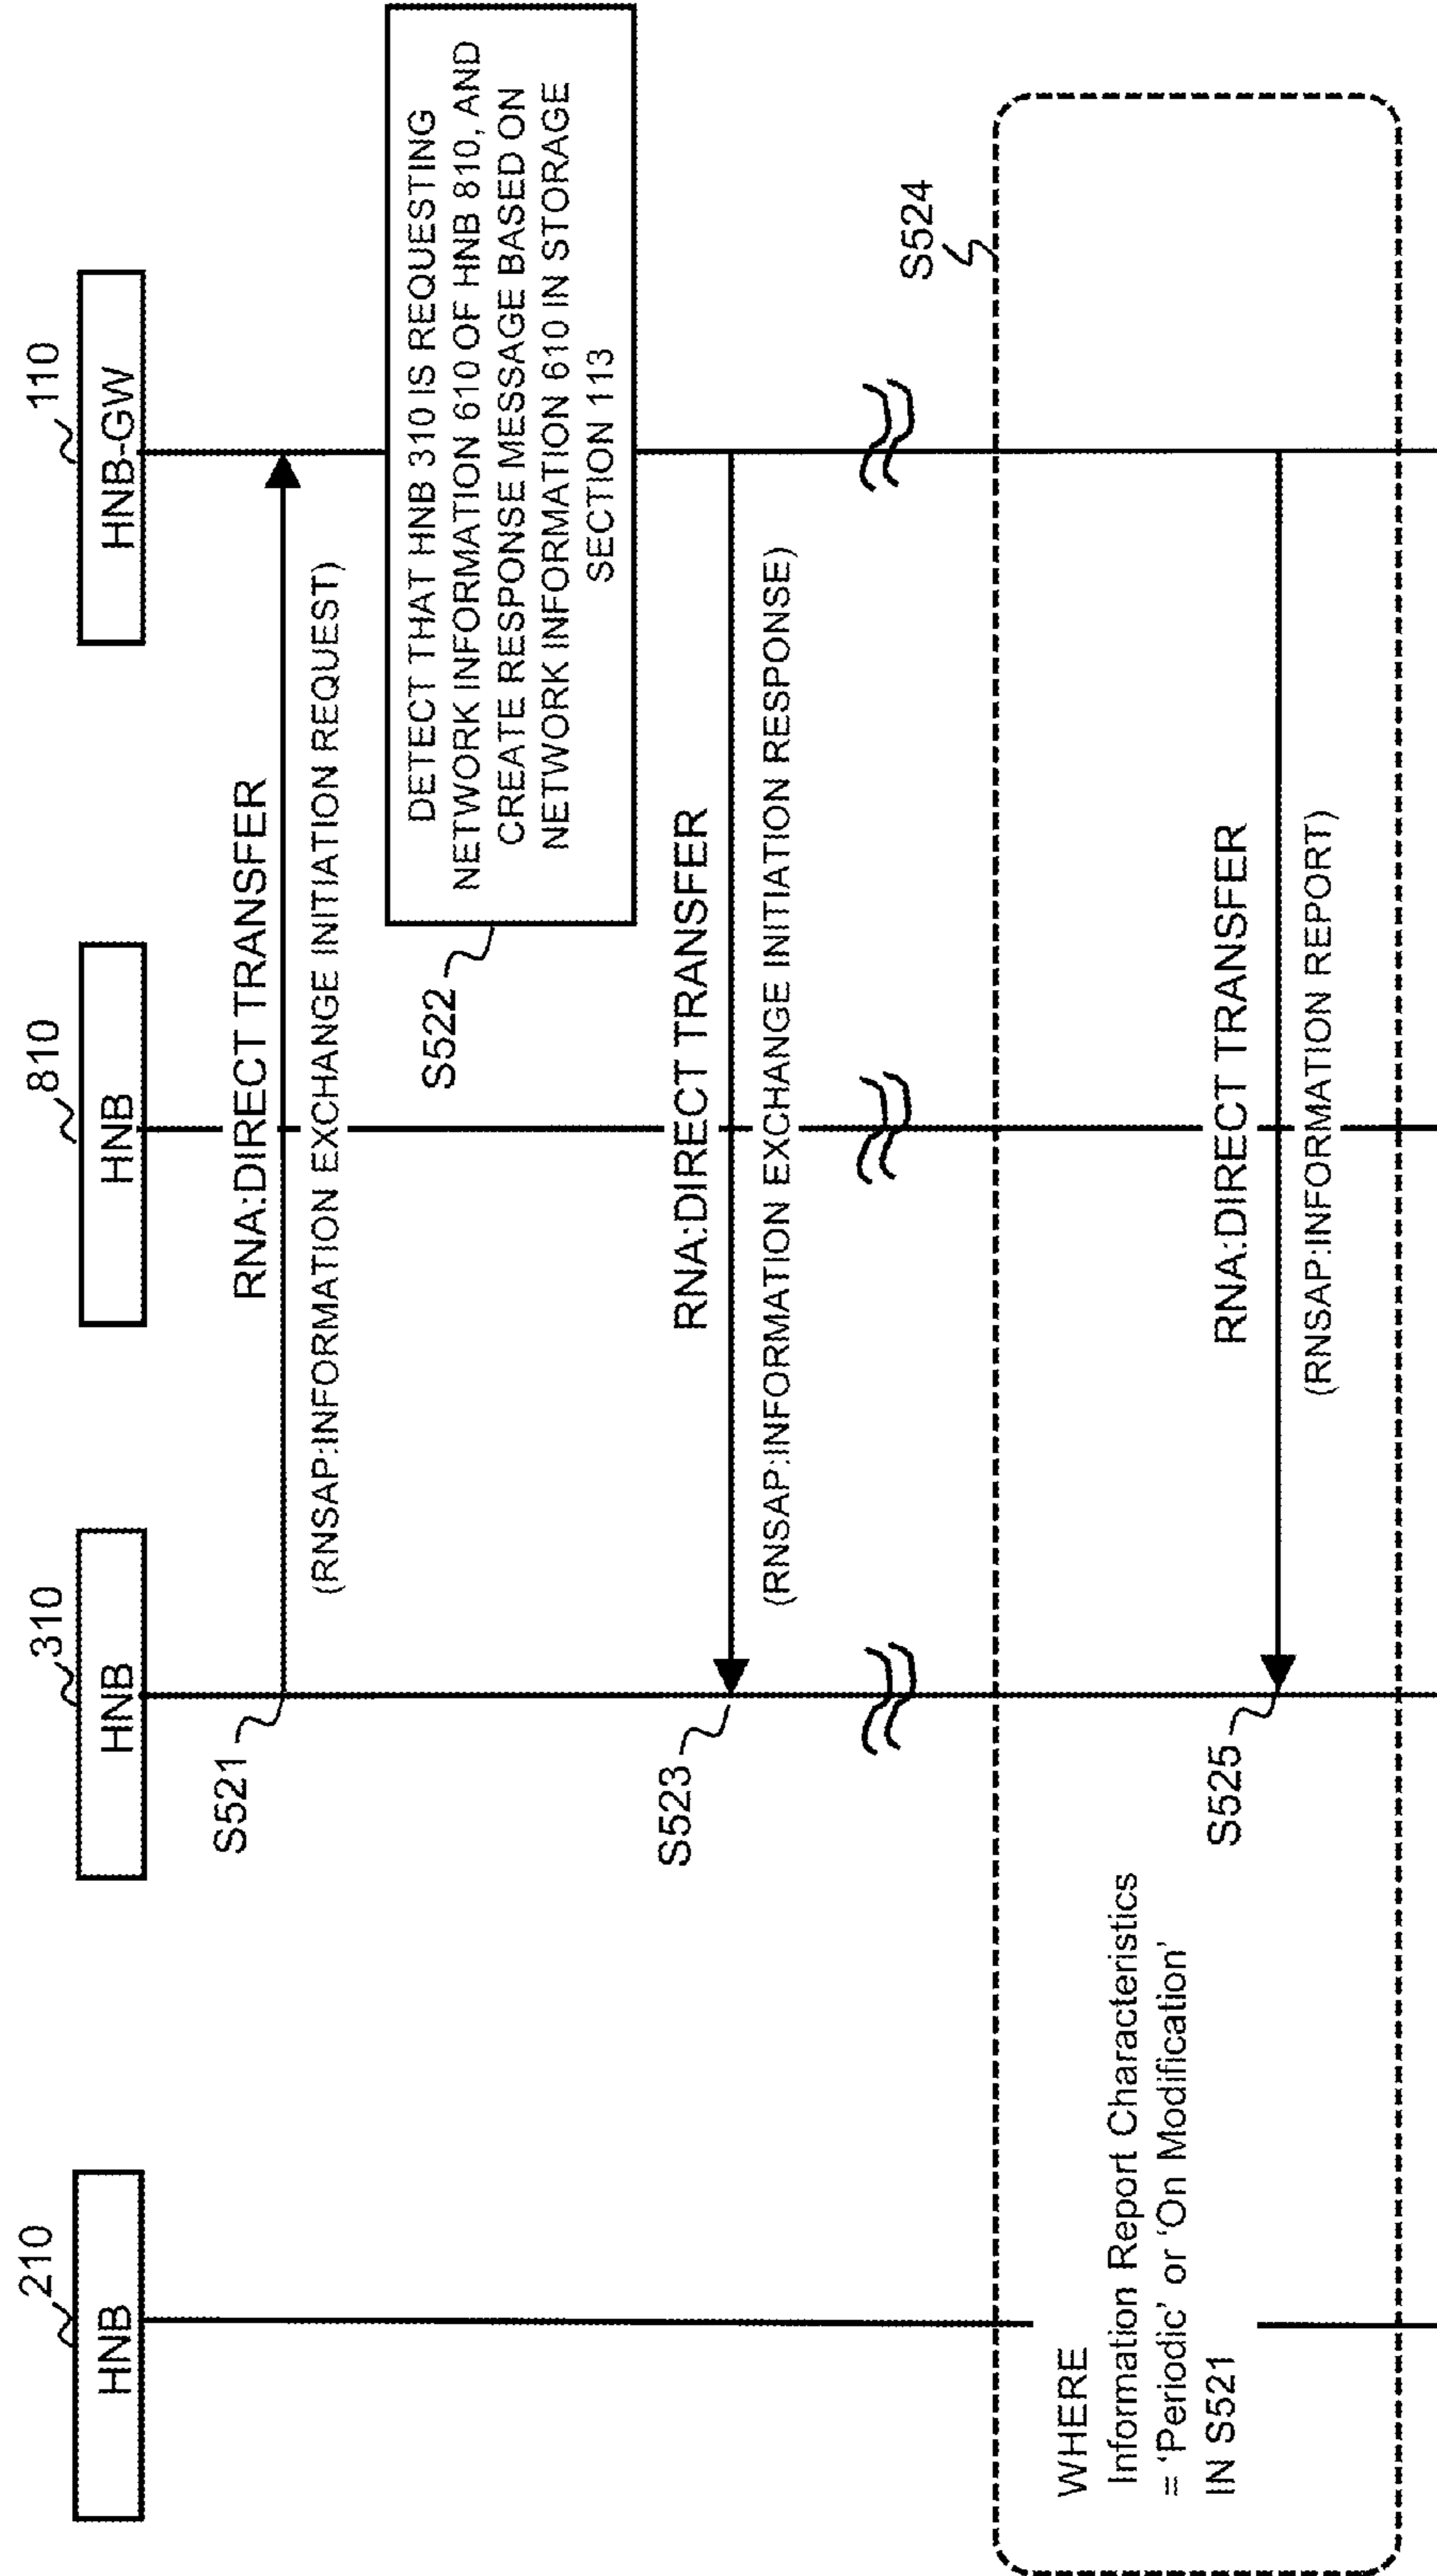 210
HNB
310
HNB
810
HNB
110
HNB-GW
S521
RNA:DIRECT TRANSFER
(RNSAP:INFORMATION EXCHANGE INITIATION REQUEST)
S522
DETECT THAT HNB 310 IS REQUESTING
NETWORK INFORMATION 610 OF HNB 810, AND
CREATE RESPONSE MESSAGE BASED ON
NETWORK INFORMATION 610 IN STORAGE
SECTION 113
S523
RNA:DIRECT TRANSFER
(RNSAP:INFORMATION EXCHANGE INITIATION RESPONSE)
S524
WHERE
Information Report Characteristics
= 'Periodic' or 'On Modification'
IN S521
S525
RNA:DIRECT TRANSFER
(RNSAP:INFORMATION REPORT)